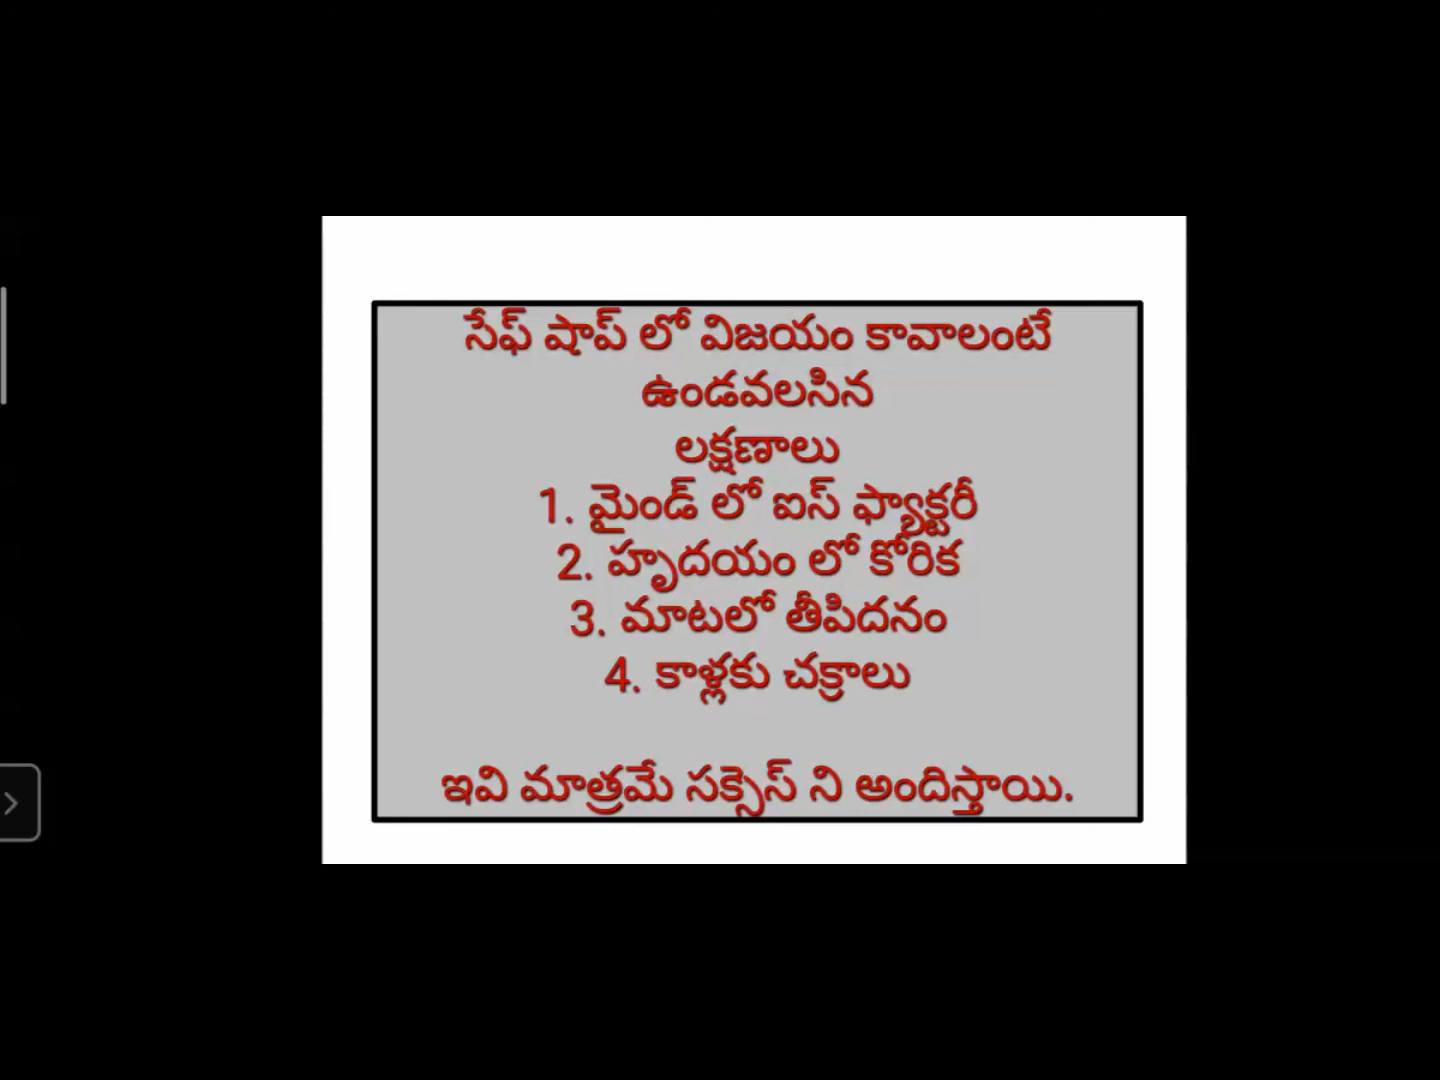 సేఫ్ షాప్ లో విజయం కావాలంటే
ఉండవలసిన
లక్షణాలు
1. మైండ్ లో ఐస్ ఫ్యాక్టరీ
2. హృదయం లో కోరిక
3. మాటలో తీపిదనం
4. కాళ్లకు చక్రాలు
ఇవి మాత్రమే సక్సెస్ ని అందిస్తాయి.